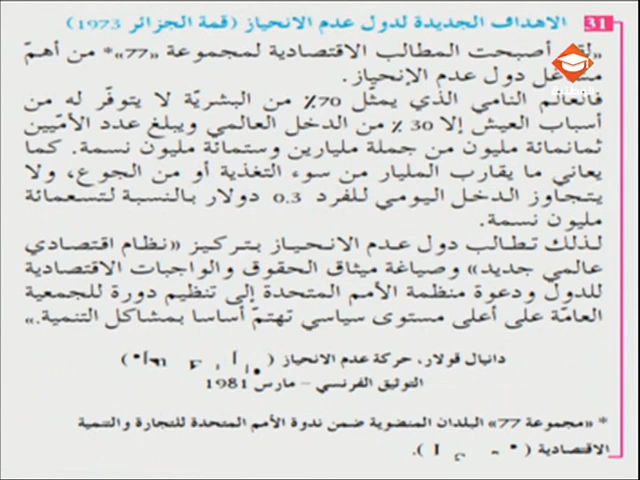 31 الاهداف الجديدة لدول عدم الانحياز (قمة الجزائر 1973)
أصبحت المطالب الاقتصادية لمجموعة «77»* من أهمّ
دول عدم الإنحياز.
فالعالم النامي الذي يمثّل 70٪ من البشريّة لا يتوفّر له من
أسباب العيش إلا 30 ٪ من الدخل العالمي ويبلغ عدد الأمّيين
ثمانمائة مليون من جملة مليارين وستمائة مليون نسمة. كما
يعاني ما يقارب المليار من سوء التغذية أو من الجوع، ولا
يتجاوز الدخل اليومي للفرد 0.3 دولار بالنسبة لتسعمائة
مليون نسمة.
لذلك تطالب دول عدم الانحياز بتركيز «نظام اقتصادي
عالمي جديد» وصياغة ميثاق الحقوق والواجبات الاقتصادية
للدول ودعوة منظمة الأمم المتحدة إلى تنظيم دورة للجمعية
العامّة على أعلى مستوى سياسي تهتمّ أساسا بمشاكل التنمية.»
دانيال قولار، حركة عدم الانحياز
التوثيق الفرنسي – مارس 1981
* «مجموعة 77» البلدان المنضوية ضمن ندوة الأمم المتحدة للتجارة والتنمية
الاقتصادية